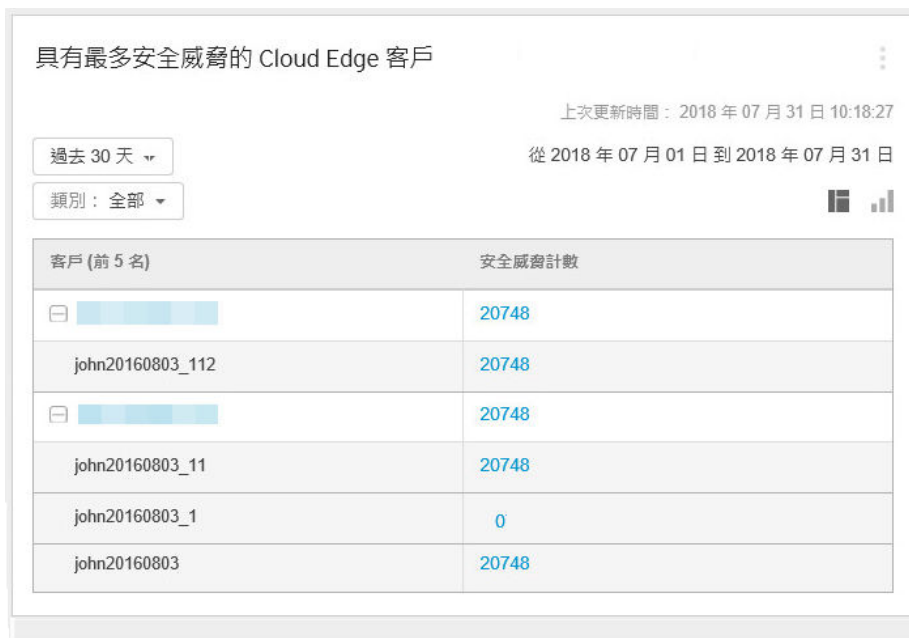 具有最多安全威脅的 Cloud Edge 客戶
上次更新時間： 2018 年 07 月 31 日 10:18:27
過去 30 天
從 2018 年 07 月 01 日 到 2018 年 07 月 31 日
類別： 全部
客戶 (前 5 名) 安全威脅計數
20748
john20160803_112 20748
20748
john20160803_11 20748
john20160803_1 0
john20160803 20748